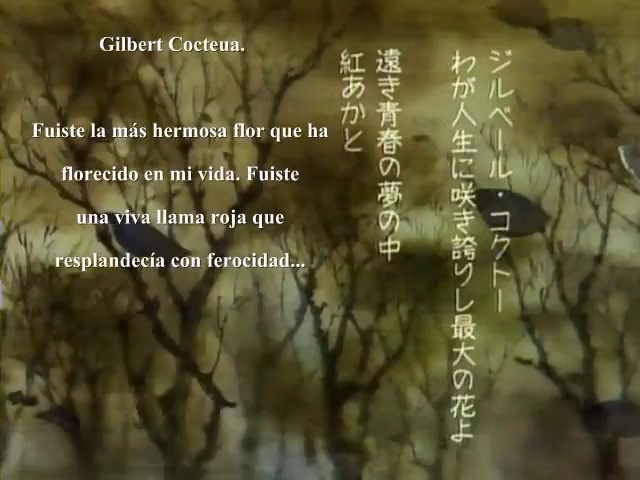 Gilbert Cocteua.
Fuiste la más hermosa flor que ha
florecido en mi vida. Fuiste
una viva llama roja que
resplandecía con ferocidad...
ジルベール・コクトー
わが人生に咲き誇りし最大の花よ
遠き青春の夢の中
紅あかと